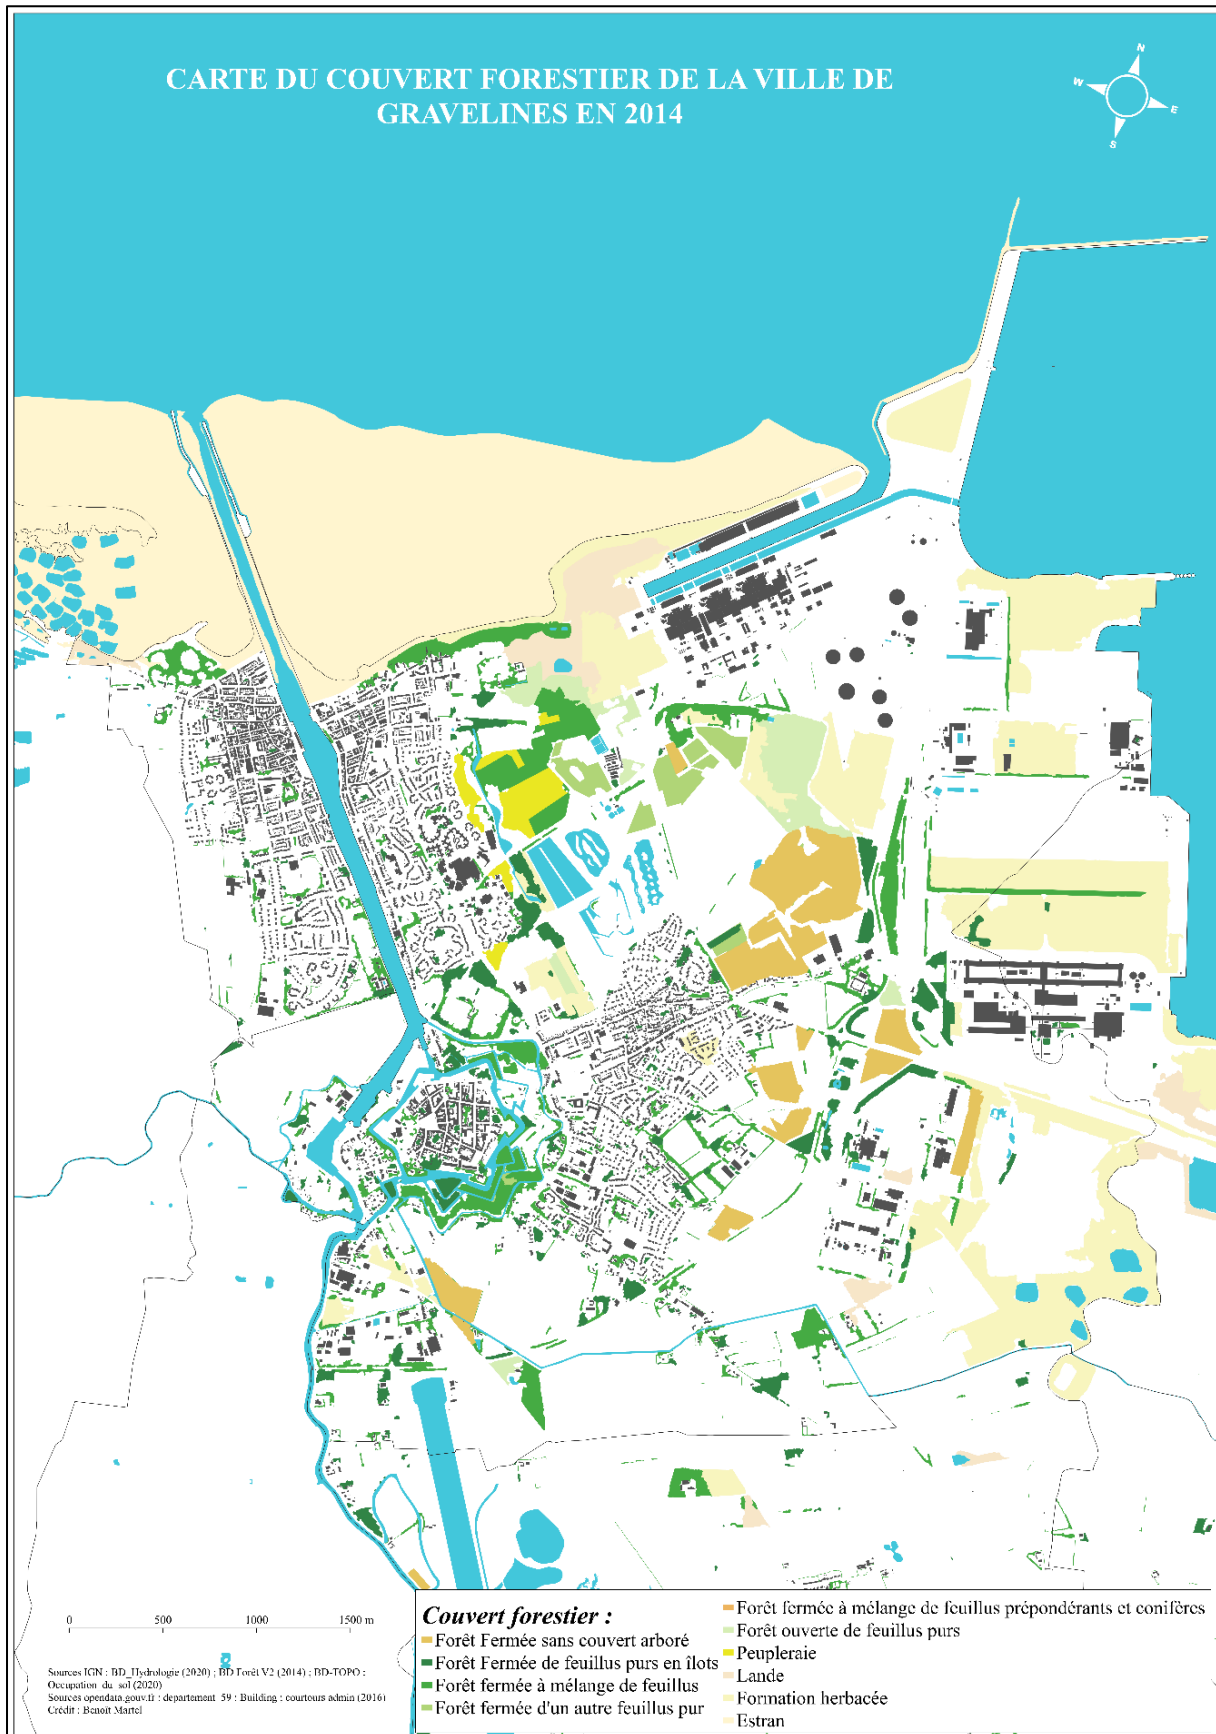 CARTE DU COUVERT FORESTIER DE LA VILLE DE
GRAVELINES EN 2014
N
W
E
S
0 500 1000 1500 m
Sources IGN : BD_Hydrologie (2020) ; BD Forêt V2 (2014) ; BD-TOPO ;
Occupation du sol (2020)
Sources opendata.gouv.fr : departement 59 : Building : courtours admin (2016)
Crédit : Benoît Martel
Couvert forestier :
Forêt Fermée sans couvert arboré
Forêt Fermée de feuillus purs en îlots
Forêt fermée à mélange de feuillus
Forêt fermée d'un autre feuillus pur
Forêt fermée à mélange de feuillus prépondérants et conifères
Forêt ouverte de feuillus purs
Peupleraie
Lande
Formation herbacée
Estran